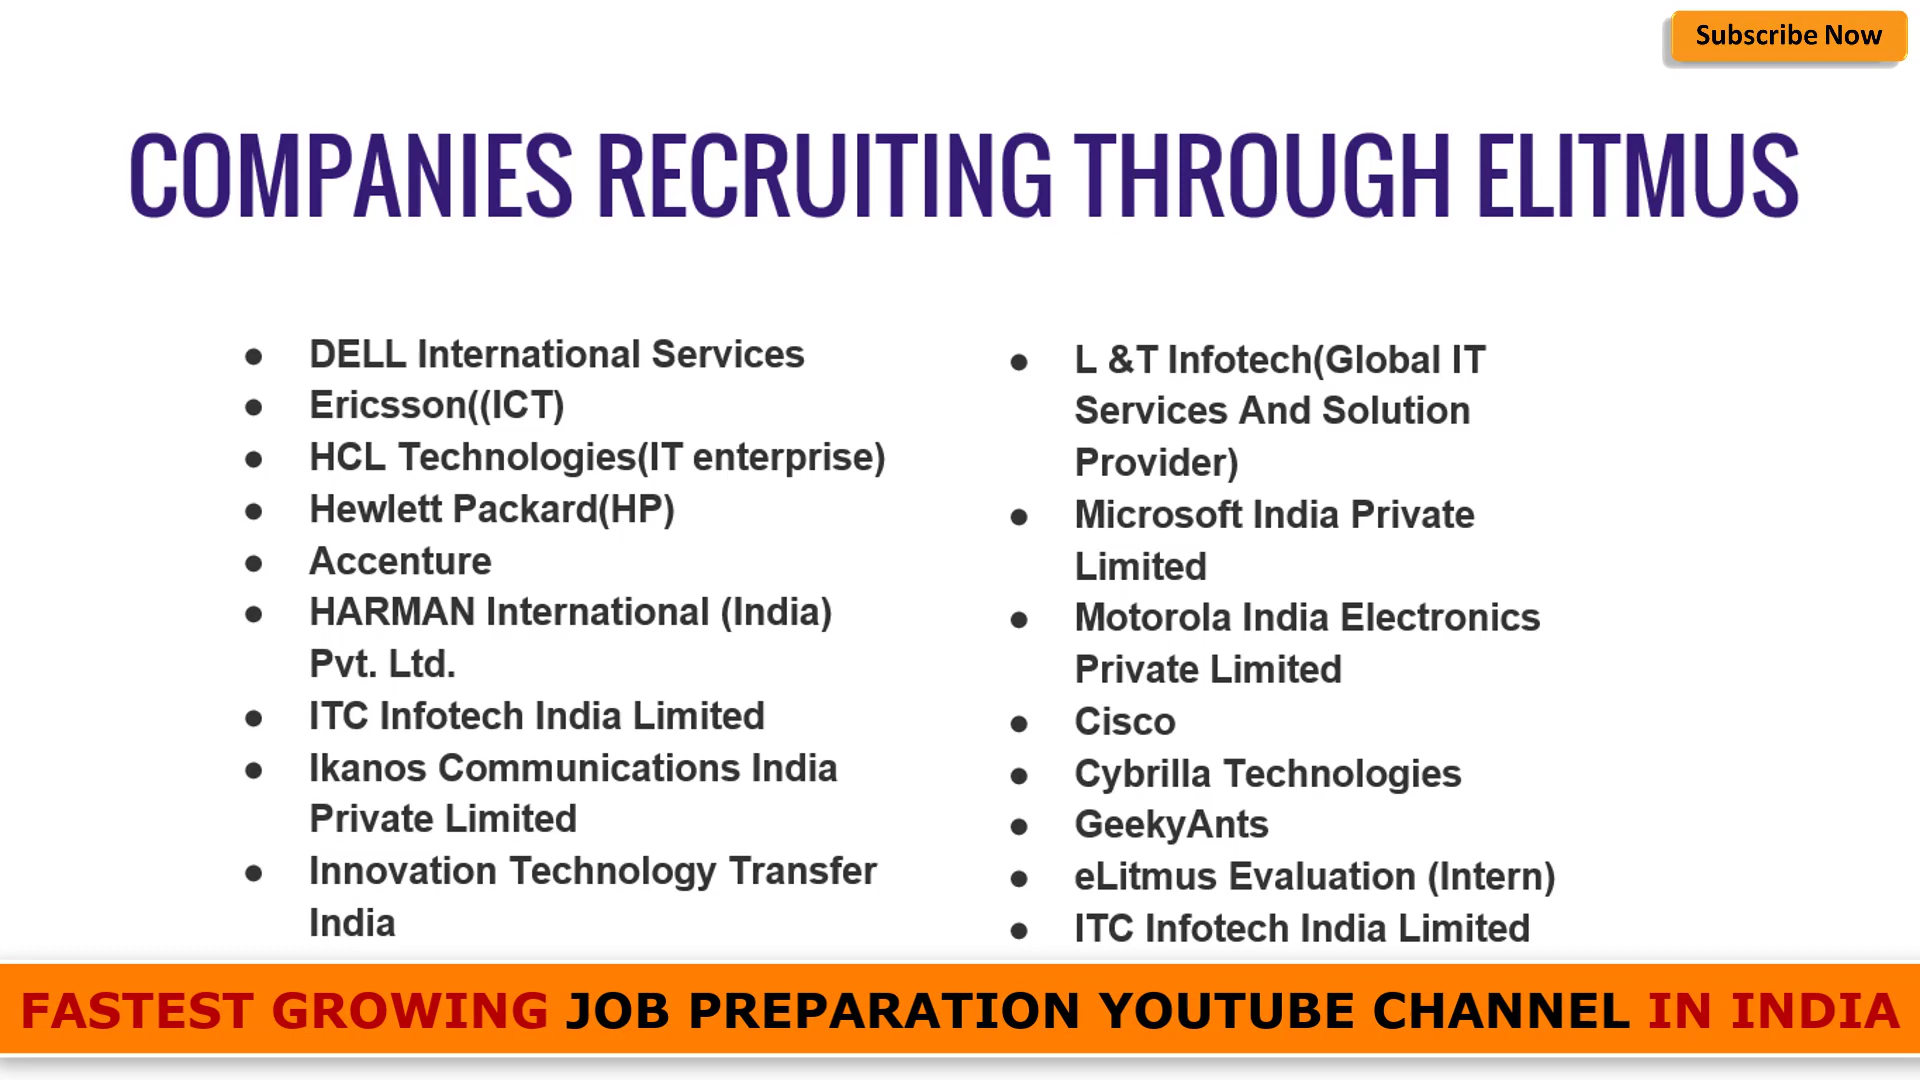 Subscribe Now
COMPANIES RECRUITING THROUGH ELITMUS
● DELL International Services
● Ericsson((ICT)
● HCL Technologies(IT enterprise)
● Hewlett Packard(HP)
● Accenture
● HARMAN International (India)
Pvt. Ltd.
● ITC Infotech India Limited
● Ikanos Communications India
Private Limited
● Innovation Technology Transfer
India
● L &T Infotech(Global IT
Services And Solution
Provider)
● Microsoft India Private
Limited
● Motorola India Electronics
Private Limited
● Cisco
● Cybrilla Technologies
● GeekyAnts
● eLitmus Evaluation (Intern)
● ITC Infotech India Limited
FASTEST GROWING JOB PREPARATION YOUTUBE CHANNEL IN INDIA